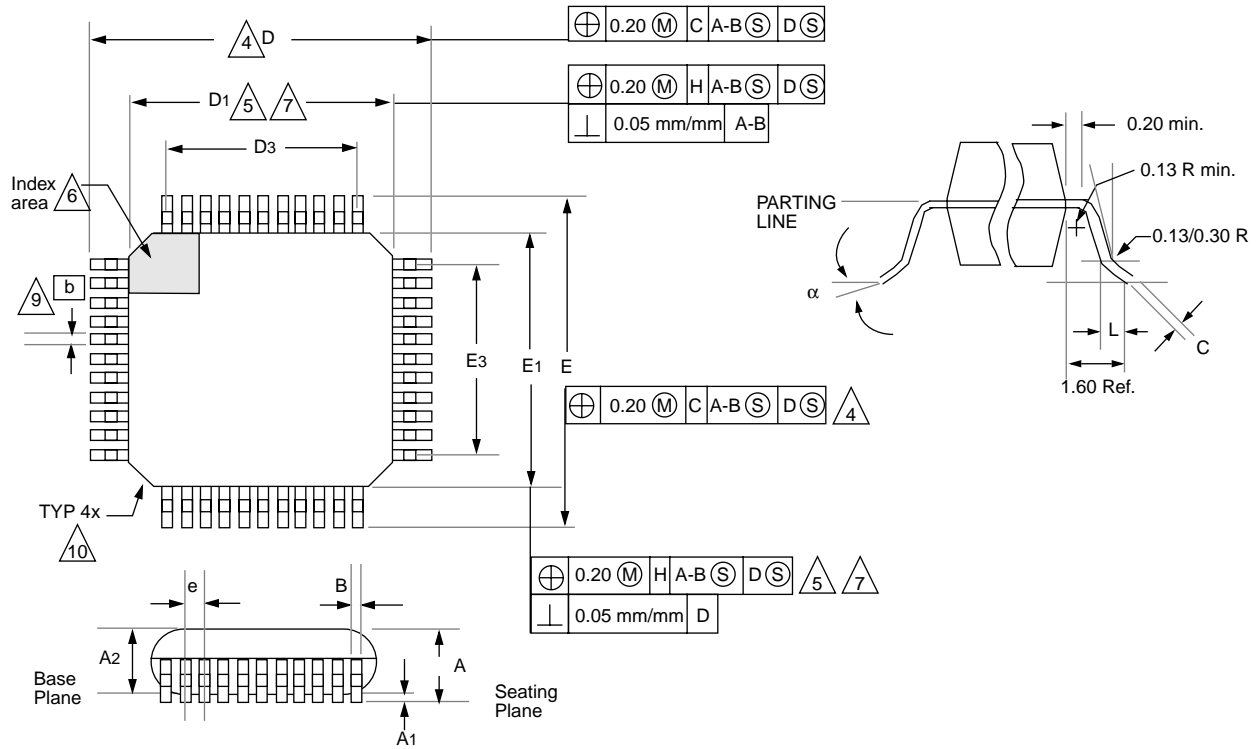 4 D
⌖ 0.20 Ⓜ C A-B Ⓢ D Ⓢ
D1 5 7
⌖ 0.20 Ⓜ H A-B Ⓢ D Ⓢ
⊥ 0.05 mm/mm A-B
D3
Index
area 6
9 b
E3
E1
E
⌖ 0.20 Ⓜ C A-B Ⓢ D Ⓢ 4
TYP 4x
10
⌖ 0.20 Ⓜ H A-B Ⓢ D Ⓢ 5 7
⊥ 0.05 mm/mm D
e
B
A2
A
Base
Plane
Seating
Plane
A1
0.20 min.
0.13 R min.
PARTING
LINE
0.13/0.30 R
α
L
C
1.60 Ref.